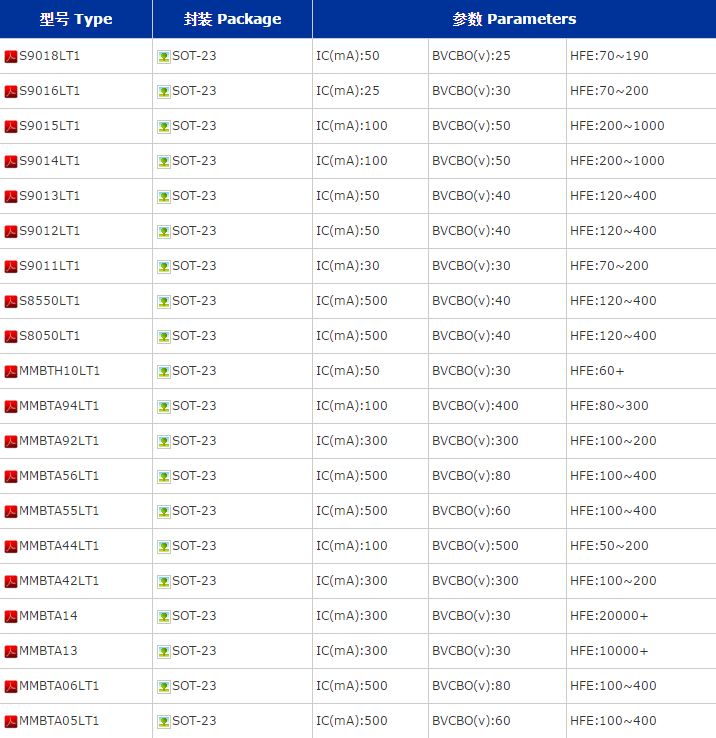 型号 Type 封装 Package 参数 Parameters
S9018LT1 SOT-23 IC(mA):50 BVCBO(v):25 HFE:70~190
S9016LT1 SOT-23 IC(mA):25 BVCBO(v):30 HFE:70~200
S9015LT1 SOT-23 IC(mA):100 BVCBO(v):50 HFE:200~1000
S9014LT1 SOT-23 IC(mA):100 BVCBO(v):50 HFE:200~1000
S9013LT1 SOT-23 IC(mA):50 BVCBO(v):40 HFE:120~400
S9012LT1 SOT-23 IC(mA):50 BVCBO(v):40 HFE:120~400
S9011LT1 SOT-23 IC(mA):30 BVCBO(v):30 HFE:70~200
S8550LT1 SOT-23 IC(mA):500 BVCBO(v):40 HFE:120~400
S8050LT1 SOT-23 IC(mA):500 BVCBO(v):40 HFE:120~400
MMBTH10LT1 SOT-23 IC(mA):50 BVCBO(v):30 HFE:60+
MMBTA94LT1 SOT-23 IC(mA):100 BVCBO(v):400 HFE:80~300
MMBTA92LT1 SOT-23 IC(mA):300 BVCBO(v):300 HFE:100~200
MMBTA56LT1 SOT-23 IC(mA):500 BVCBO(v):80 HFE:100~400
MMBTA55LT1 SOT-23 IC(mA):500 BVCBO(v):60 HFE:100~400
MMBTA44LT1 SOT-23 IC(mA):100 BVCBO(v):500 HFE:50~200
MMBTA42LT1 SOT-23 IC(mA):300 BVCBO(v):300 HFE:100~200
MMBTA14 SOT-23 IC(mA):300 BVCBO(v):30 HFE:20000+
MMBTA13 SOT-23 IC(mA):300 BVCBO(v):30 HFE:10000+
MMBTA06LT1 SOT-23 IC(mA):500 BVCBO(v):80 HFE:100~400
MMBTA05LT1 SOT-23 IC(mA):500 BVCBO(v):60 HFE:100~400